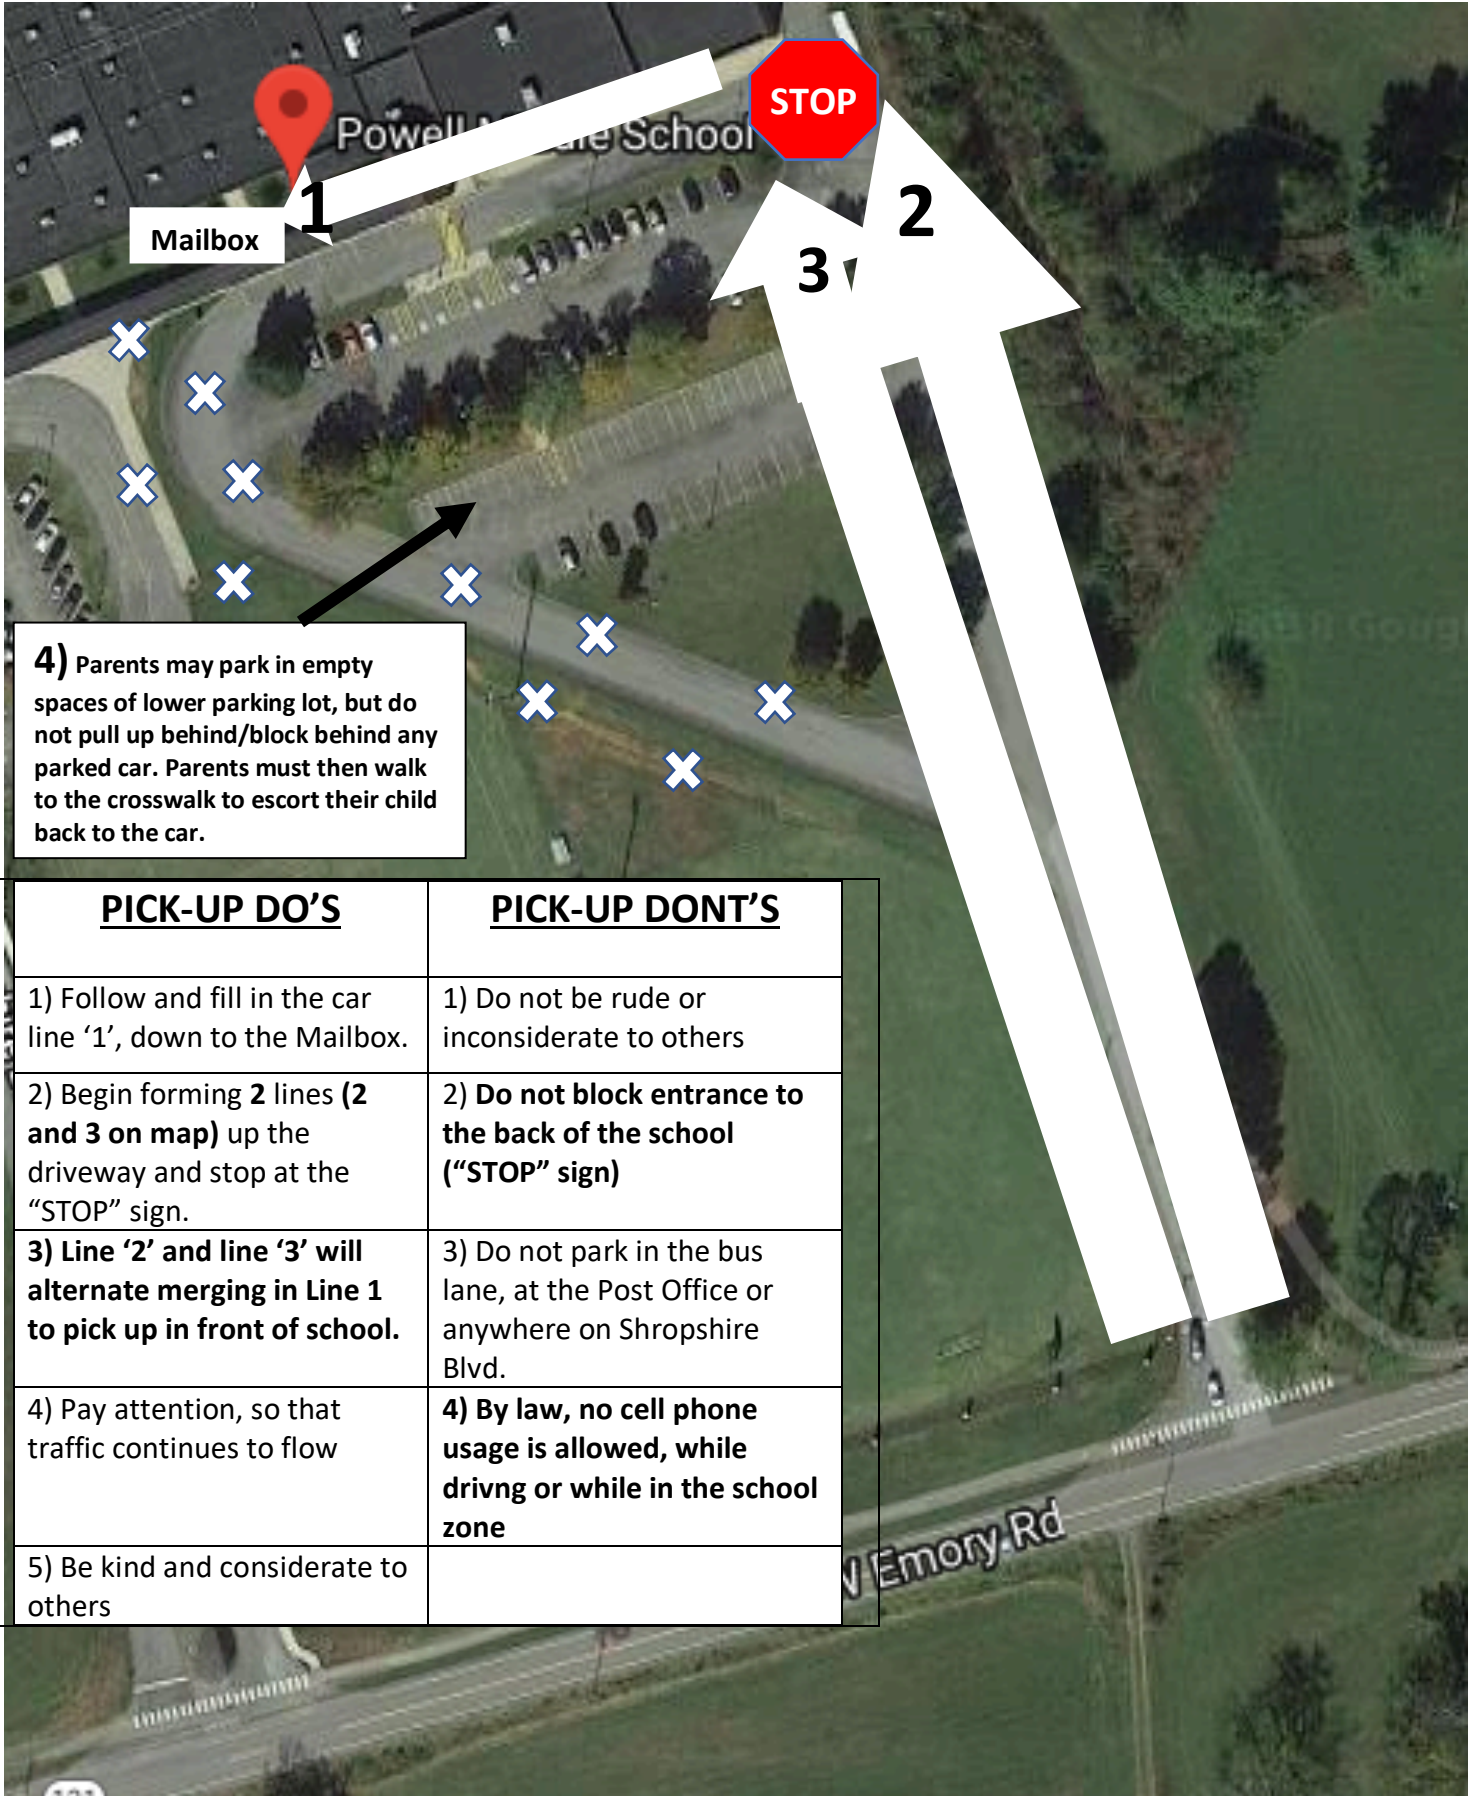 STOP
Powell Middle School
1
2
3
Mailbox
4) Parents may park in empty
spaces of lower parking lot, but do
not pull up behind/block behind any
parked car. Parents must then walk
to the crosswalk to escort their child
back to the car.
PICK-UP DO’S
PICK-UP DONT’S
1) Follow and fill in the car
line ‘1’, down to the Mailbox.
1) Do not be rude or
inconsiderate to others
2) Begin forming 2 lines (2
and 3 on map) up the
driveway and stop at the
“STOP” sign.
2) Do not block entrance to
the back of the school
(“STOP” sign)
3) Line ‘2’ and line ‘3’ will
alternate merging in Line 1
to pick up in front of school.
3) Do not park in the bus
lane, at the Post Office or
anywhere on Shropshire
Blvd.
4) Pay attention, so that
traffic continues to flow
4) By law, no cell phone
usage is allowed, while
drivng or while in the school
zone
5) Be kind and considerate to
others
W Emory Rd